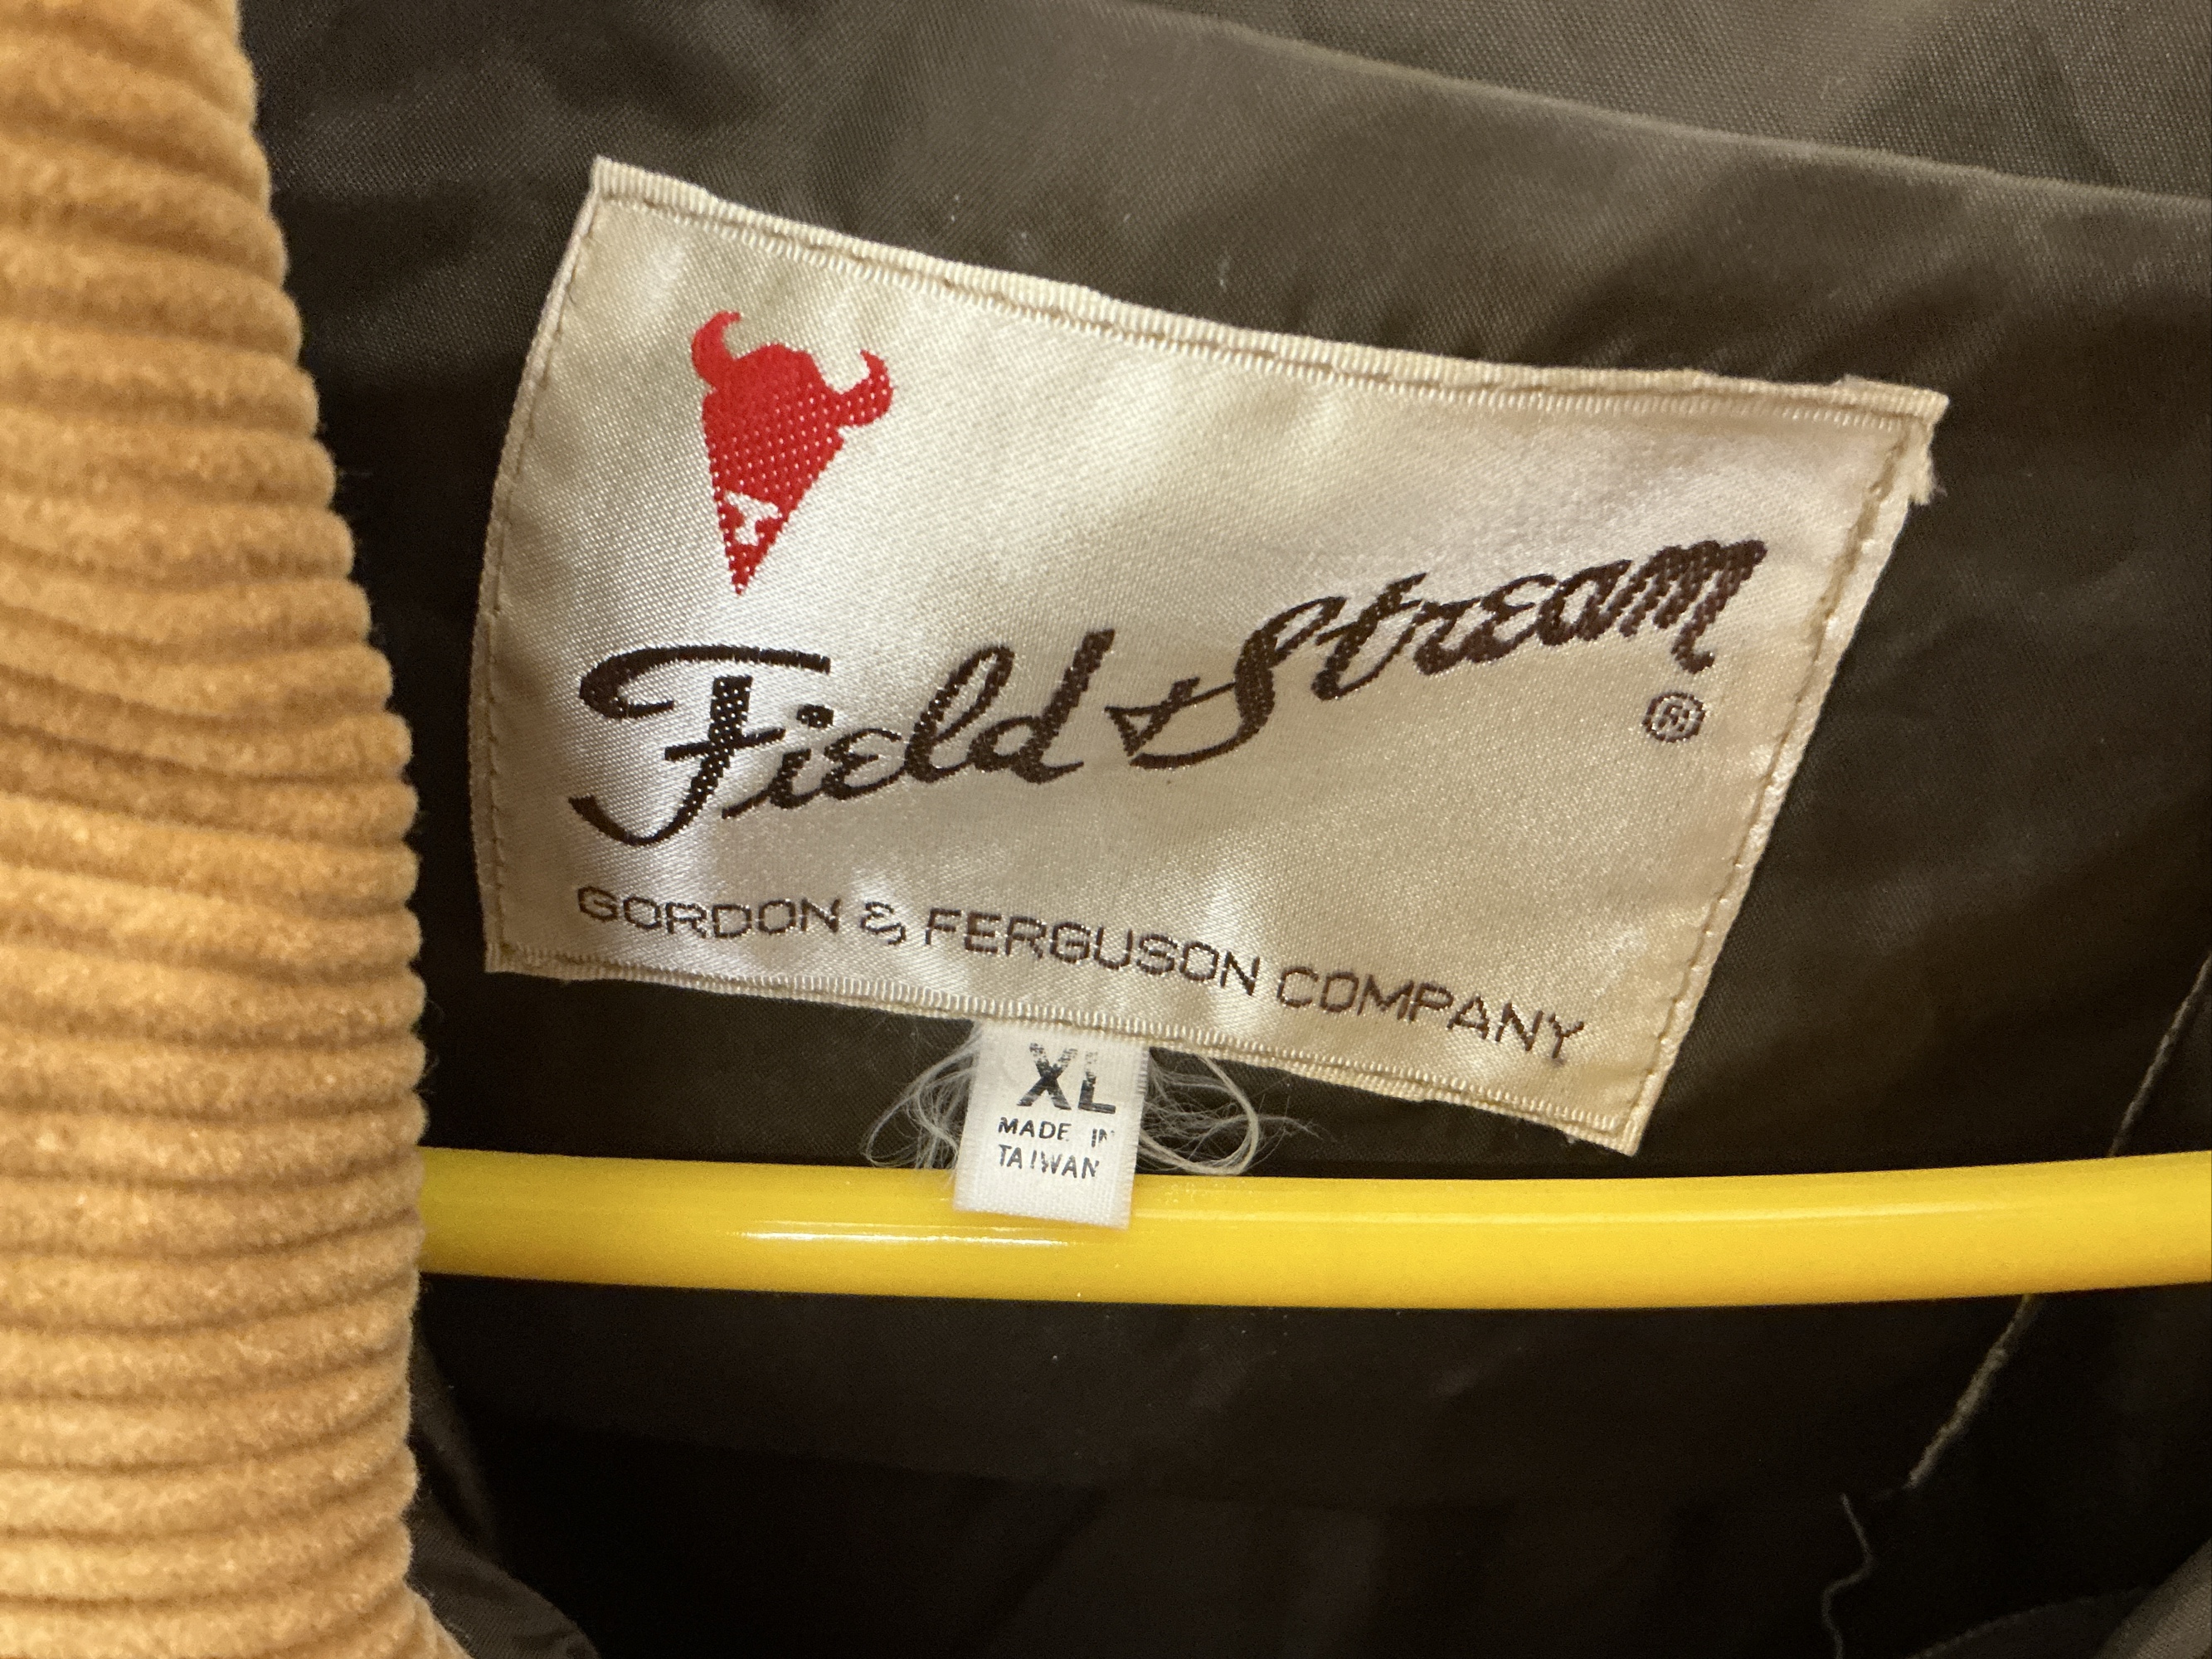 Field & Stream
®
GORDON & FERGUSON COMPANY
XL
MADE IN
TAIWAN